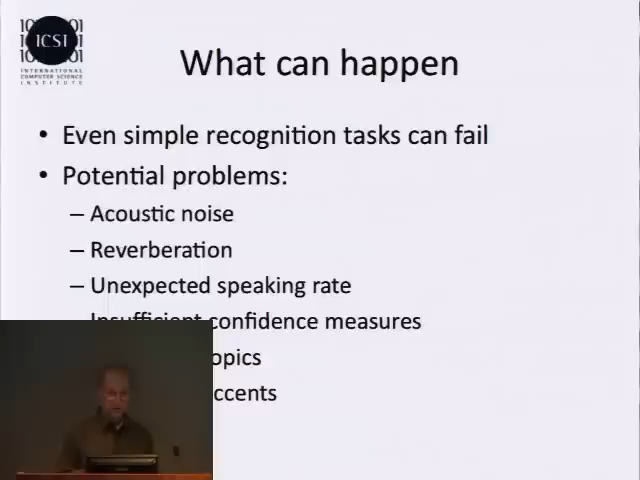 ICSI
INTERNATIONAL
COMPUTER SCIENCE
INSTITUTE
What can happen
• Even simple recognition tasks can fail
• Potential problems:
– Acoustic noise
– Reverberation
– Unexpected speaking rate
– Insufficient confidence measures
opics
ccents